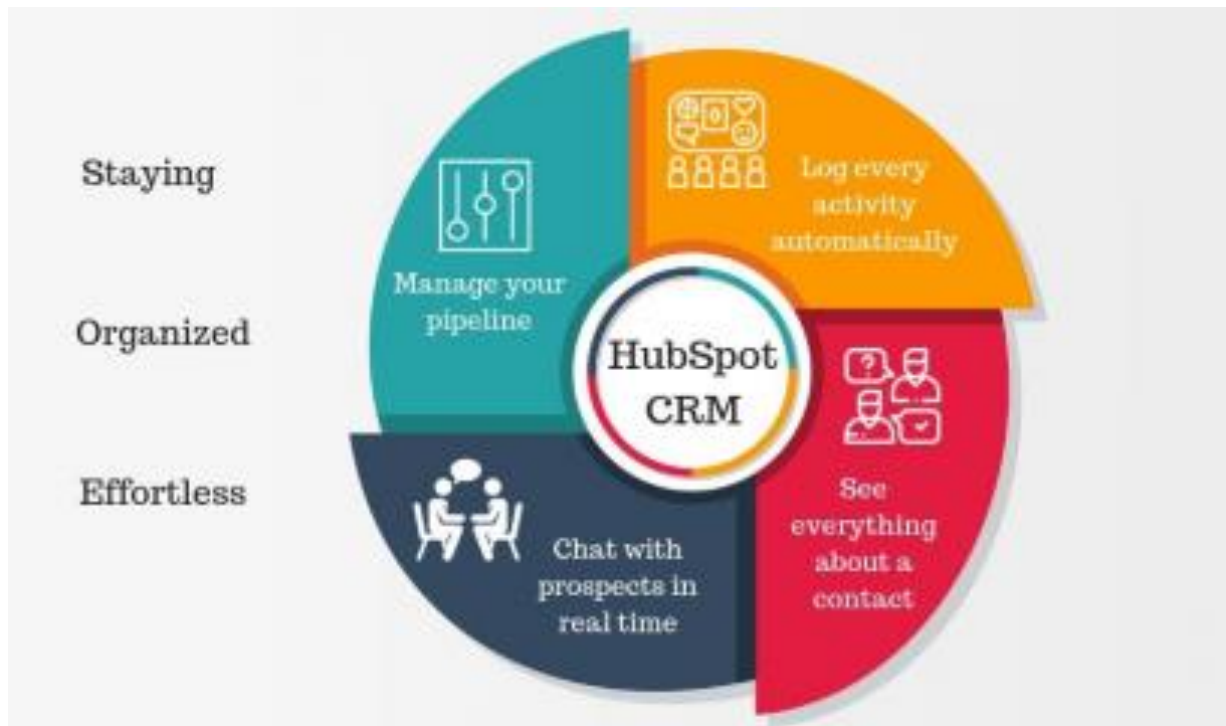 Staying
Organized
Effortless
Manage your
pipeline
Log every
activity
automatically
HubSpot
CRM
See
everything
about a
contact
Chat with
prospects in
real time